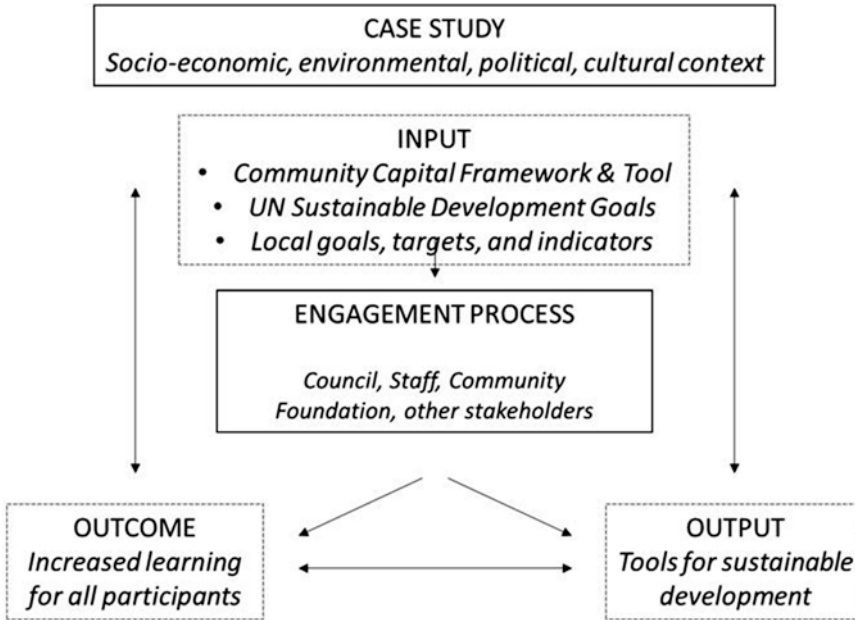 CASE STUDY
Socio-economic, environmental, political, cultural context
INPUT
• Community Capital Framework & Tool
• UN Sustainable Development Goals
• Local goals, targets, and indicators
ENGAGEMENT PROCESS
Council, Staff, Community
Foundation, other stakeholders
OUTCOME
Increased learning
for all participants
OUTPUT
Tools for sustainable
development